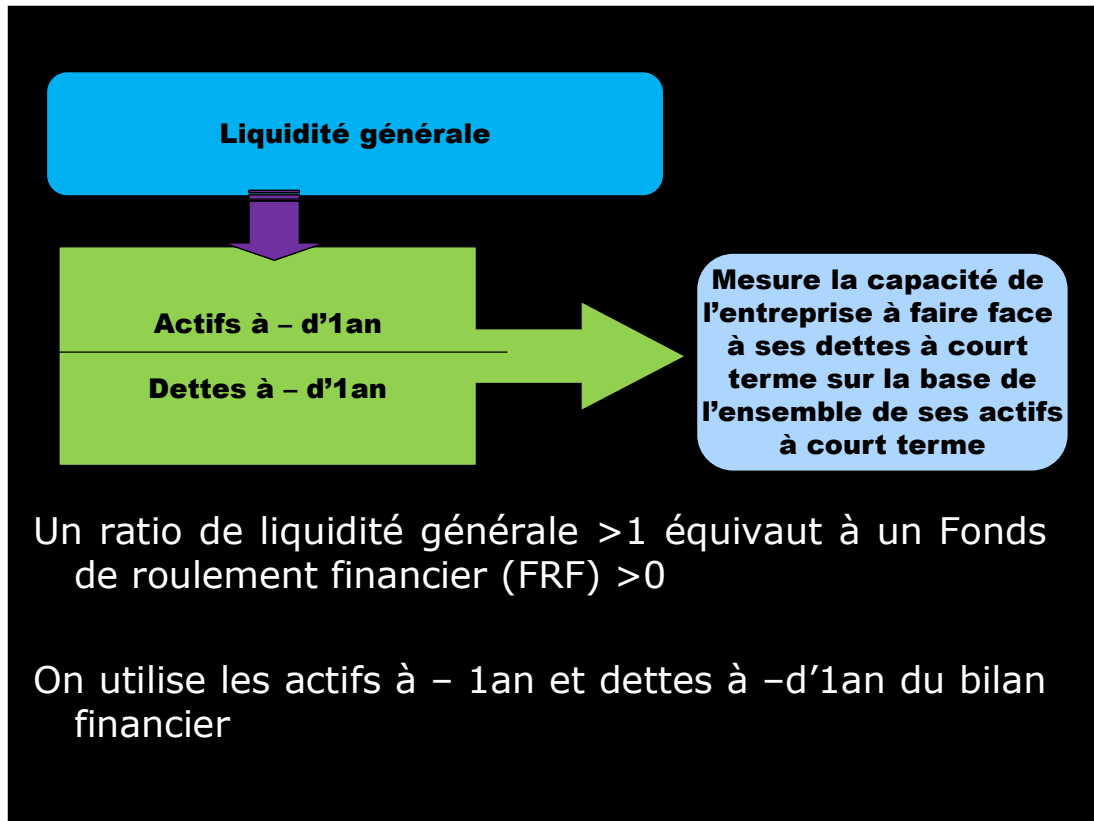 Liquidité générale
Actifs à – d’1an
Dettes à – d’1an
Mesure la capacité de
l’entreprise à faire face
à ses dettes à court
terme sur la base de
l’ensemble de ses actifs
à court terme
Un ratio de liquidité générale >1 équivaut à un Fonds
de roulement financier (FRF) >0
On utilise les actifs à – 1an et dettes à –d’1an du bilan
financier